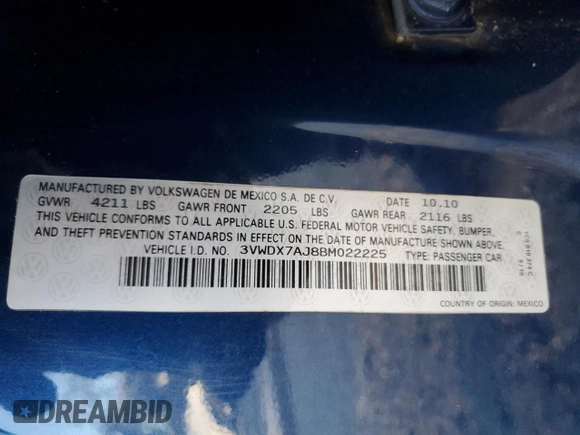 MANUFACTURED BY VOLKSWAGEN DE MEXICO S.A. DE C.V. DATE 10.10
GVWR 4211 LBS GAWR FRONT 2205 LBS GAWR REAR 2116 LBS
THIS VEHICLE CONFORMS TO ALL APPLICABLE U.S. FEDERAL MOTOR VEHICLE SAFETY, BUMPER,
AND THEFT PREVENTION STANDARDS IN EFFECT ON THE DATE OF MANUFACTURE SHOWN ABOVE.
VEHICLE I.D. NO. 3VWDX7AJ8BM022225 TYPE: PASSENGER CAR
COUNTRY OF ORIGIN: MEXICO
DREAMBID